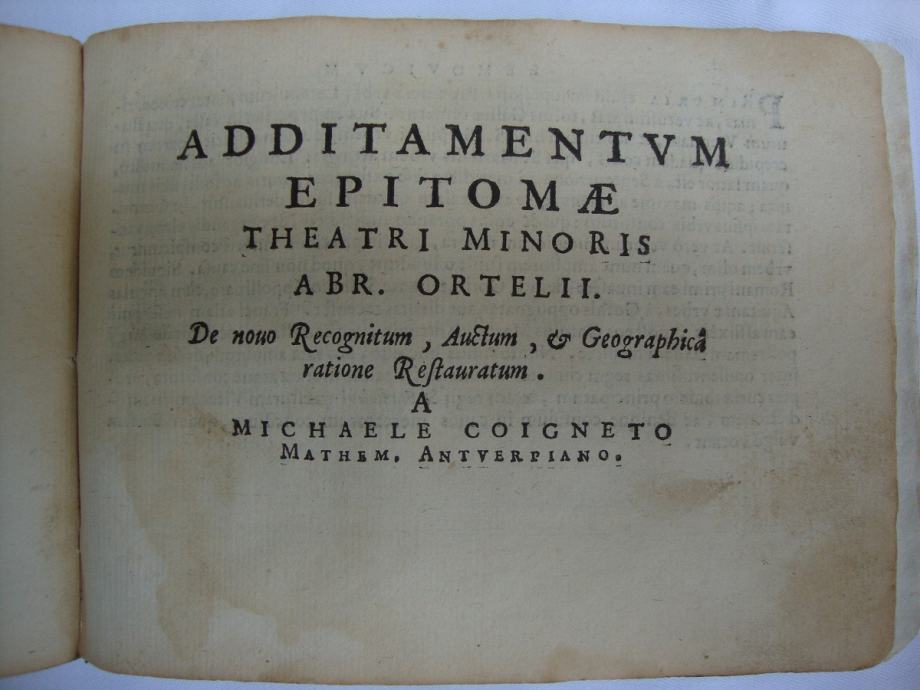 ADDITAMENTVM
EPITOMÆ
THEATRI MINORIS
ABR. ORTELII.
De nouo Recognitum, Auctum, & Geographicâ
ratione Restauratum.
A
MICHAELE COIGNETO
MATHEM. ANTVERPIANO.